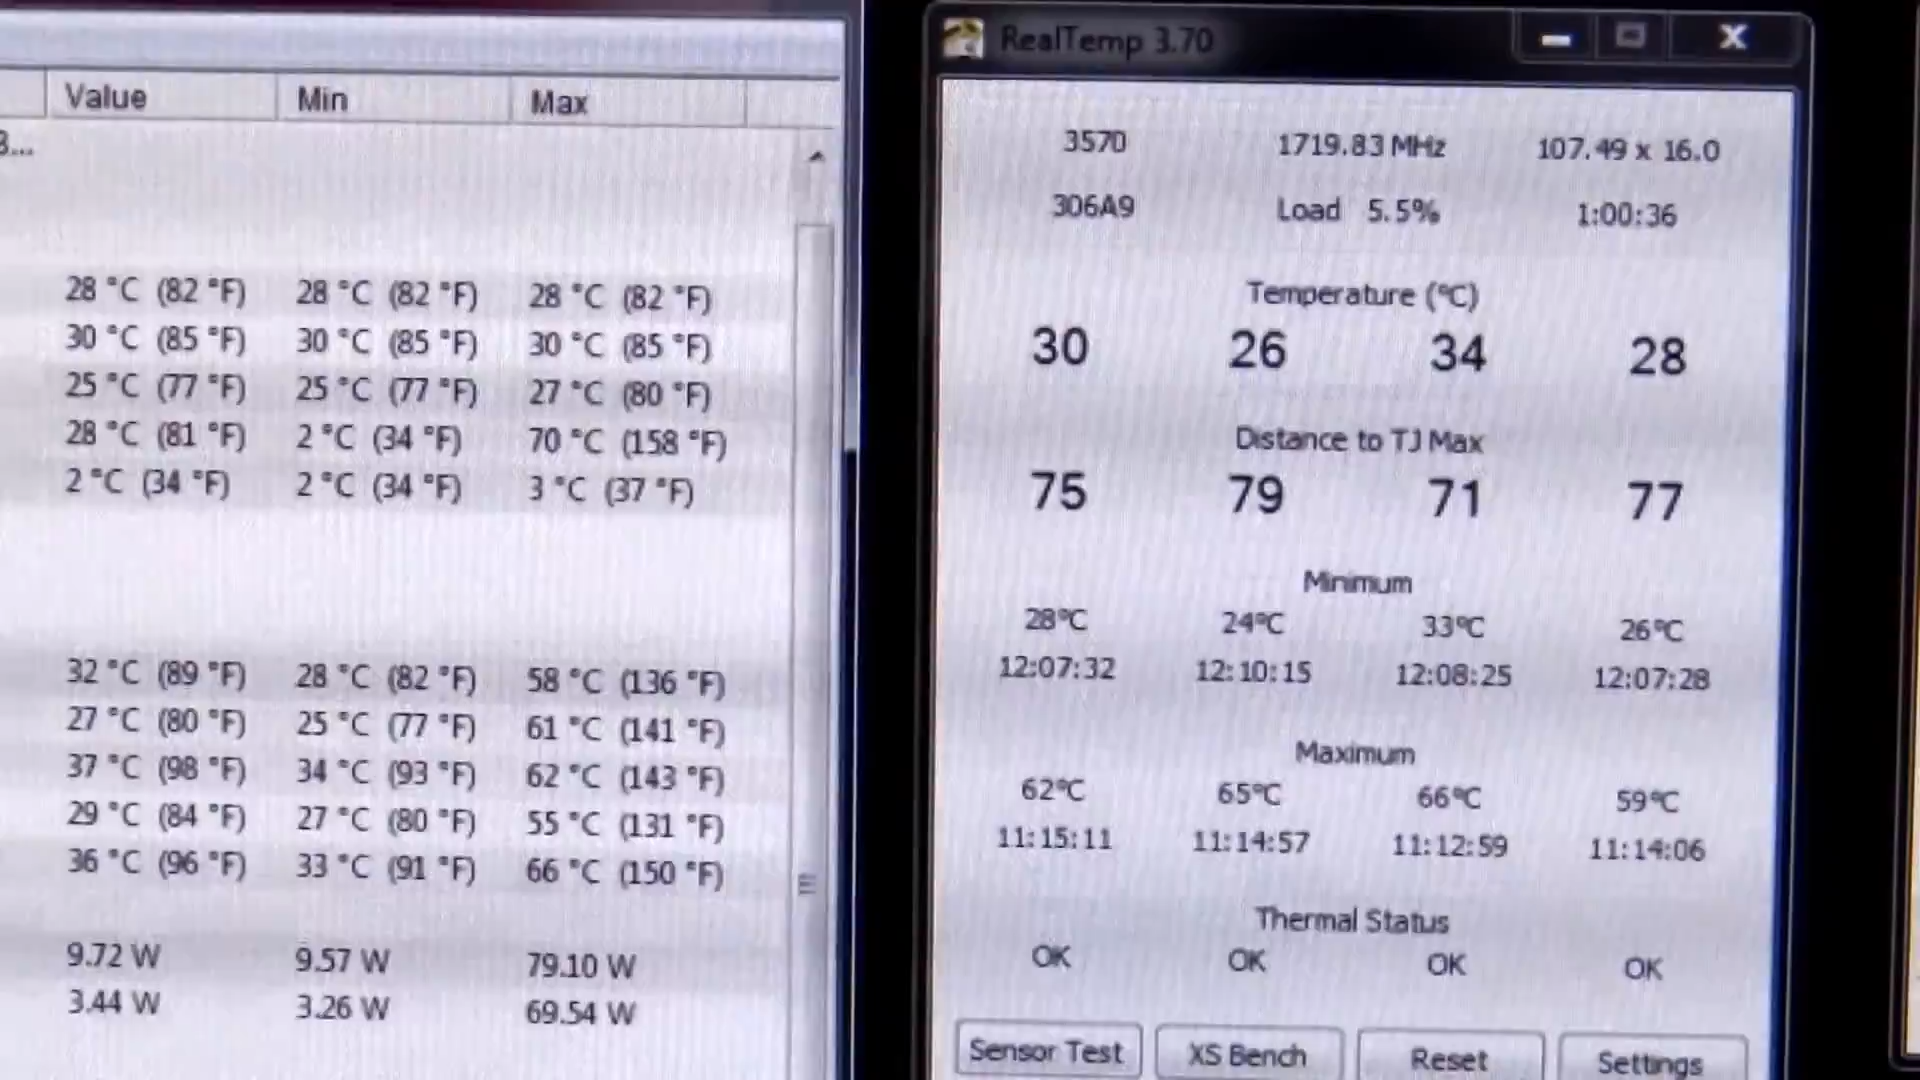 Value Min Max
3...
28 °C (82 °F) 28 °C (82 °F) 28 °C (82 °F)
30 °C (85 °F) 30 °C (85 °F) 30 °C (85 °F)
25 °C (77 °F) 25 °C (77 °F) 27 °C (80 °F)
28 °C (81 °F) 2 °C (34 °F) 70 °C (158 °F)
2 °C (34 °F) 2 °C (34 °F) 3 °C (37 °F)
32 °C (89 °F) 28 °C (82 °F) 58 °C (136 °F)
27 °C (80 °F) 25 °C (77 °F) 61 °C (141 °F)
37 °C (98 °F) 34 °C (93 °F) 62 °C (143 °F)
29 °C (84 °F) 27 °C (80 °F) 55 °C (131 °F)
36 °C (96 °F) 33 °C (91 °F) 66 °C (150 °F)
9.72 W 9.57 W 79.10 W
3.44 W 3.26 W 69.54 W
RealTemp 3.70
3570 1719.83 MHz 107.49 x 16.0
306A9 Load 5.5% 1:00:36
Temperature (°C)
30 26 34 28
Distance to TJ Max
75 79 71 77
Minimum
28°C 24°C 33°C 26°C
12:07:32 12:10:15 12:08:25 12:07:28
Maximum
62°C 65°C 66°C 59°C
11:15:11 11:14:57 11:12:59 11:14:06
Thermal Status
OK OK OK OK
Sensor Test XS Bench Reset Settings